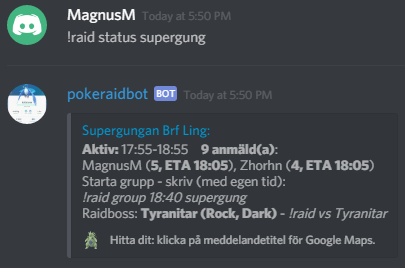 MagnusM Today at 5:50 PM
!raid status supergung
pokeraidbot BOT Today at 5:50 PM
Supergungan Brf Ling:
Aktiv: 17:55-18:55 9 anmäld(a):
MagnusM (5, ETA 18:05), Zhorhn (4, ETA 18:05)
Starta grupp - skriv (med egen tid):
!raid group 18:40 supergung
Raidboss: Tyranitar (Rock, Dark) - !raid vs Tyranitar
Hitta dit: klicka på meddelandetitel för Google Maps.